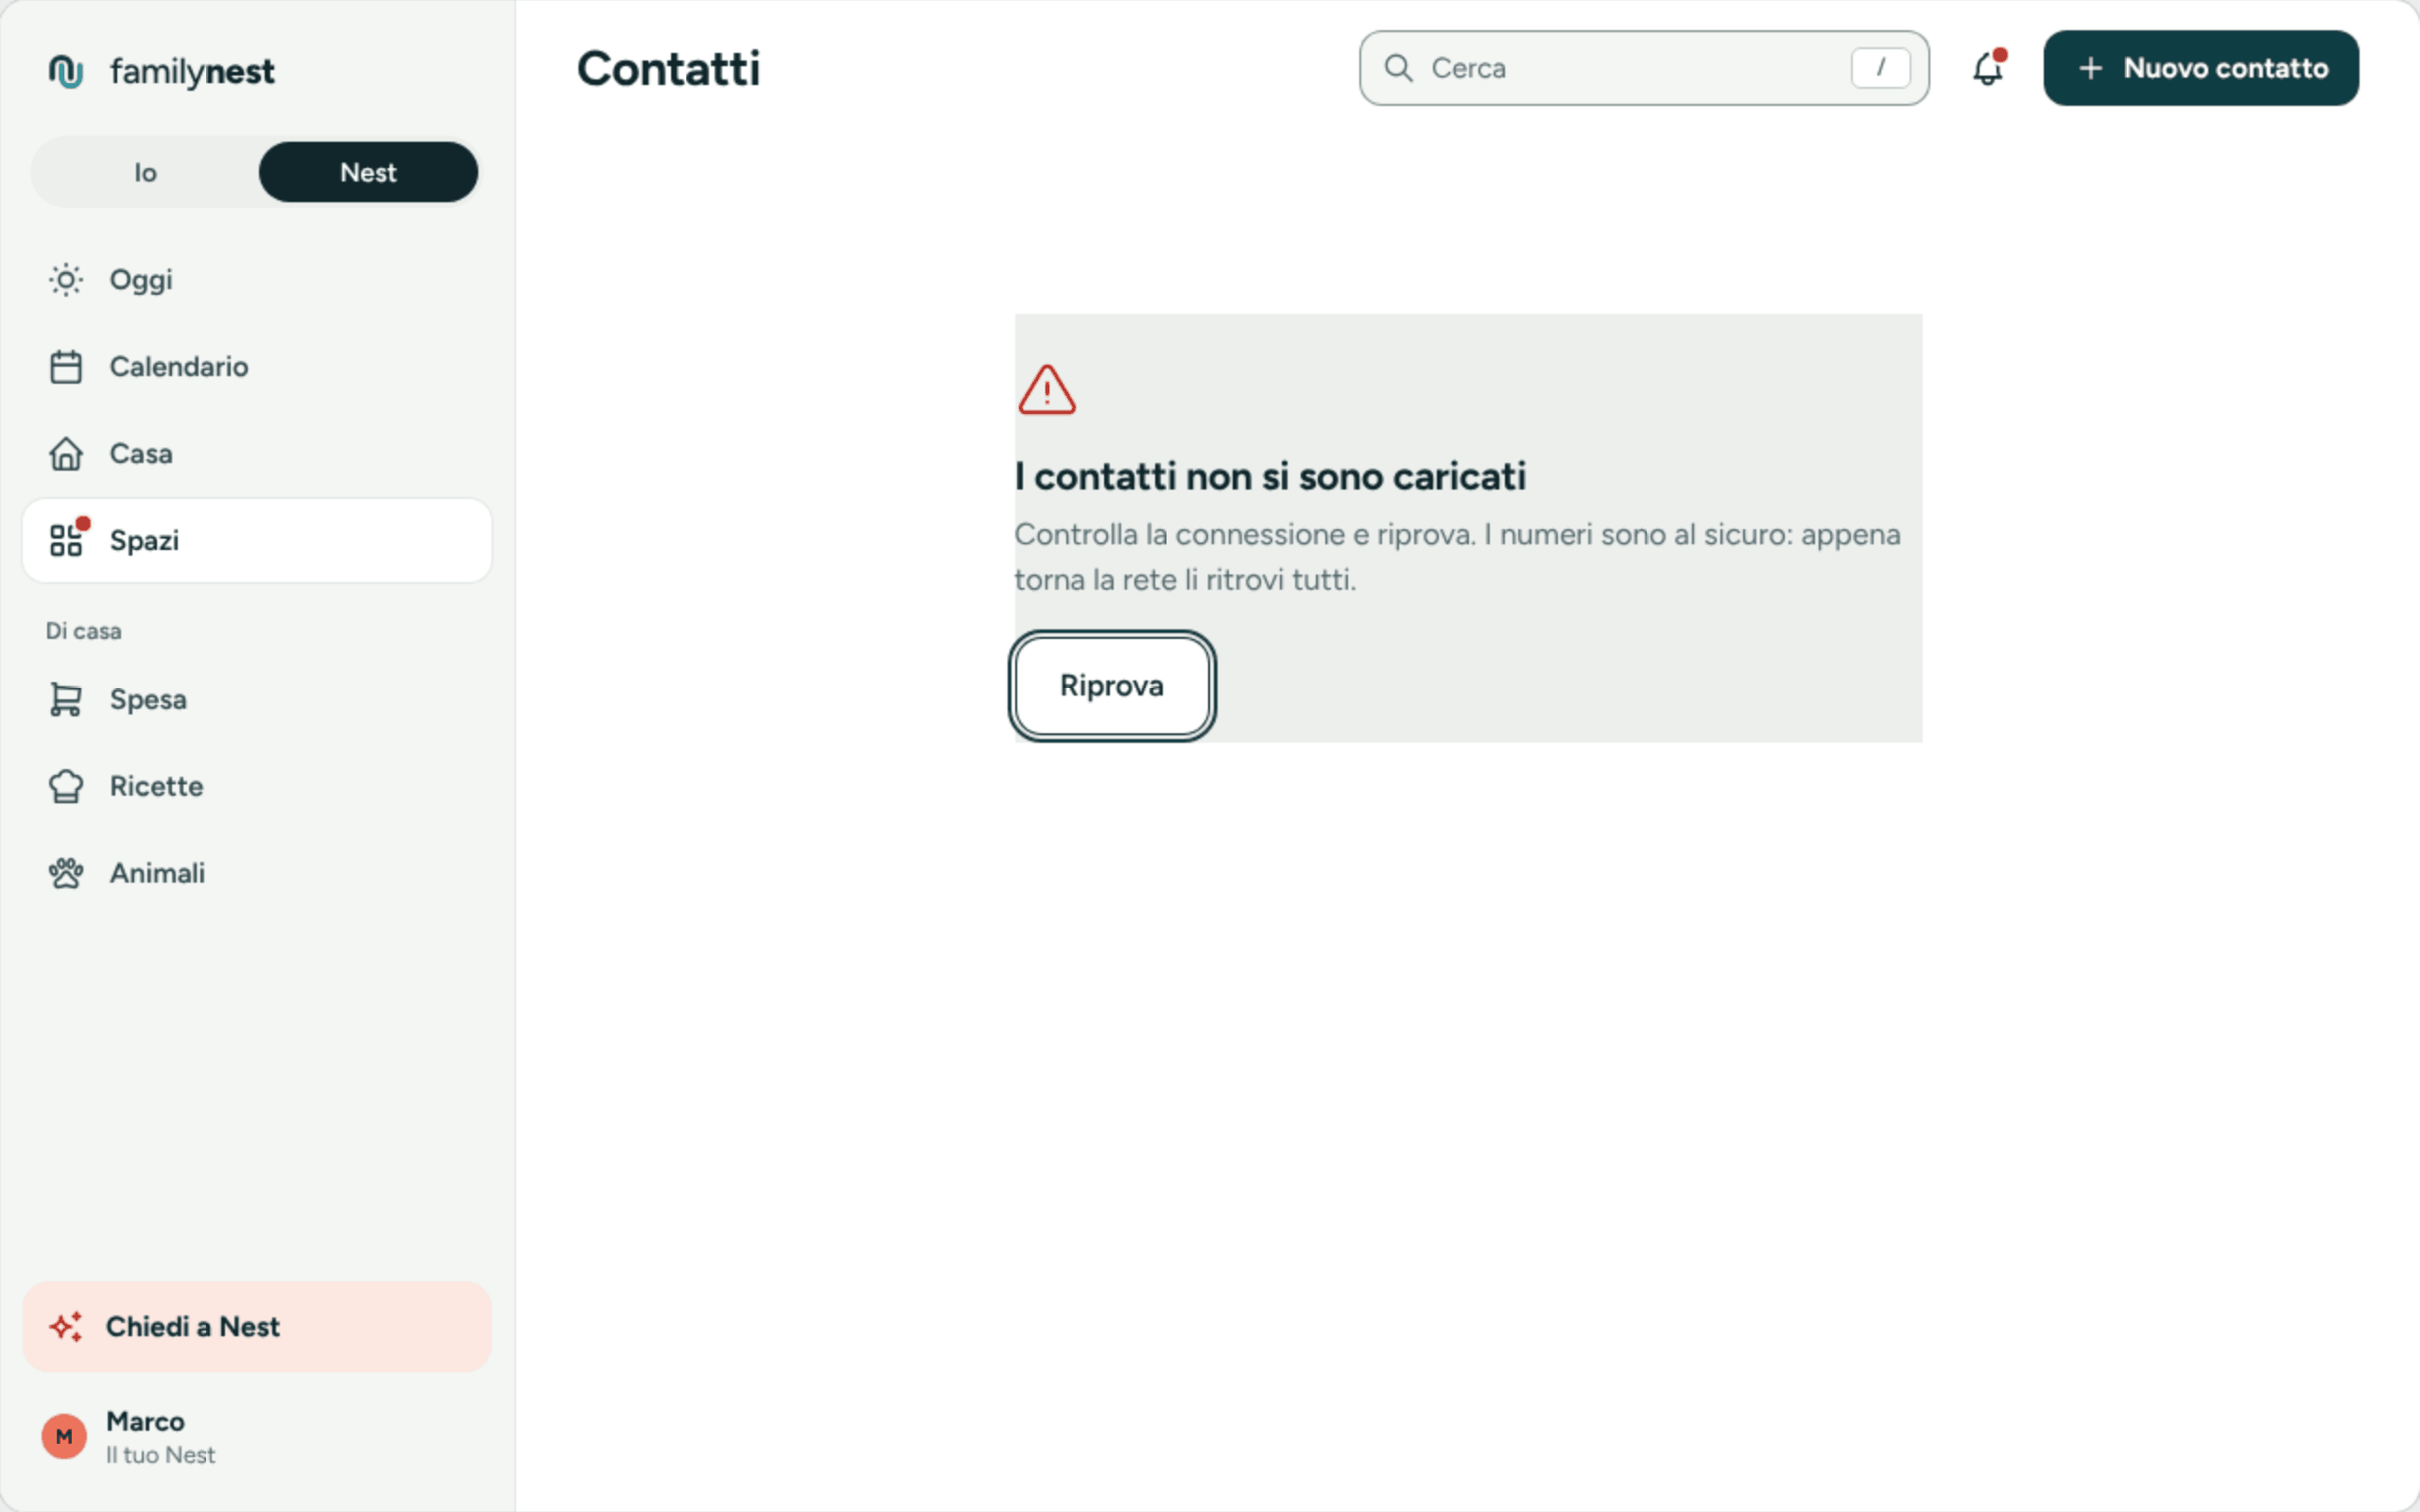 familynest
Io
Nest
Oggi
Calendario
Casa
Spazi
Di casa
Spesa
Ricette
Animali
Chiedi a Nest
M
Marco
Il tuo Nest
Contatti
Cerca
/
Nuovo contatto
I contatti non si sono caricati
Controlla la connessione e riprova. I numeri sono al sicuro: appena
torna la rete li ritrovi tutti.
Riprova